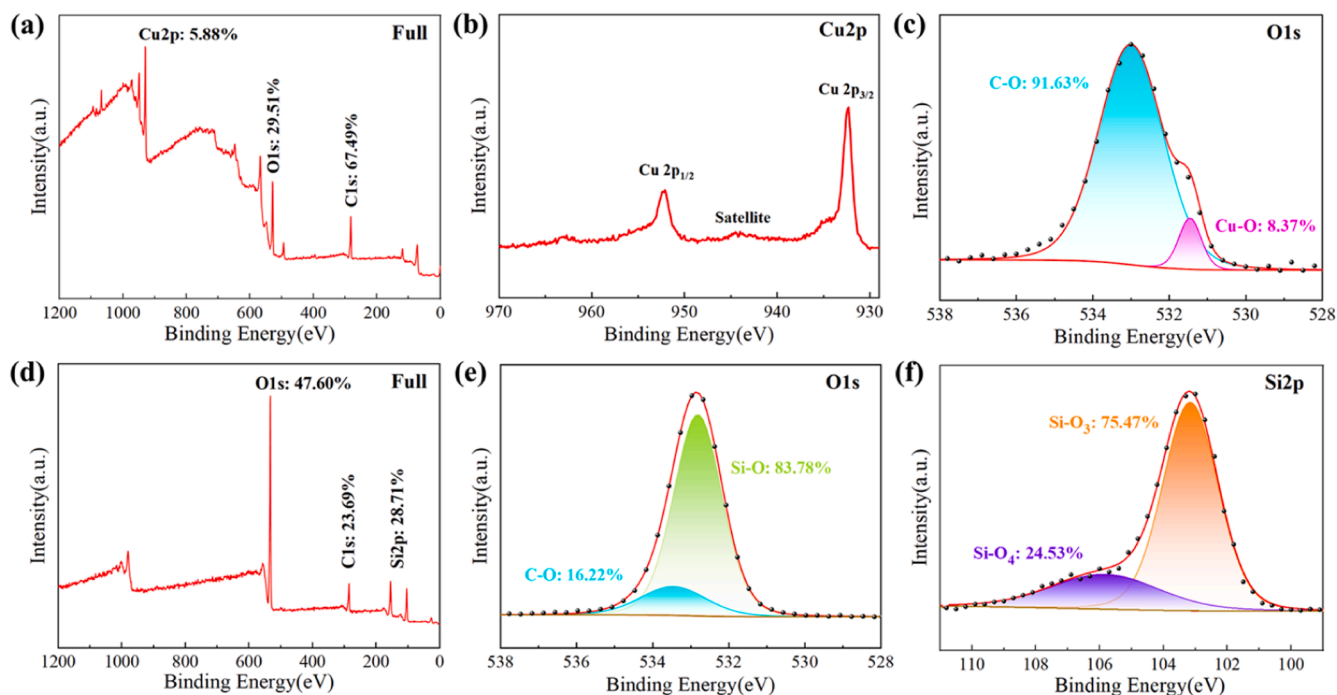 (a)
Full
Cu2p: 5.88%
O1s: 29.51%
C1s: 67.49%
Intensity(a.u.)
1200 1000 800 600 400 200 0
Binding Energy(eV)
(b)
Cu2p
Cu 2p3/2
Cu 2p1/2
Satellite
Intensity(a.u.)
970 960 950 940 930
Binding Energy(eV)
(c)
O1s
C-O: 91.63%
Cu-O: 8.37%
Intensity(a.u.)
538 536 534 532 530 528
Binding Energy(eV)
(d)
Full
O1s: 47.60%
C1s: 23.69%
Si2p: 28.71%
Intensity(a.u.)
1200 1000 800 600 400 200 0
Binding Energy(eV)
(e)
O1s
Si-O: 83.78%
C-O: 16.22%
Intensity(a.u.)
538 536 534 532 530 528
Binding Energy(eV)
(f)
Si2p
Si-O3: 75.47%
Si-O4: 24.53%
Intensity(a.u.)
110 108 106 104 102 100
Binding Energy(eV)